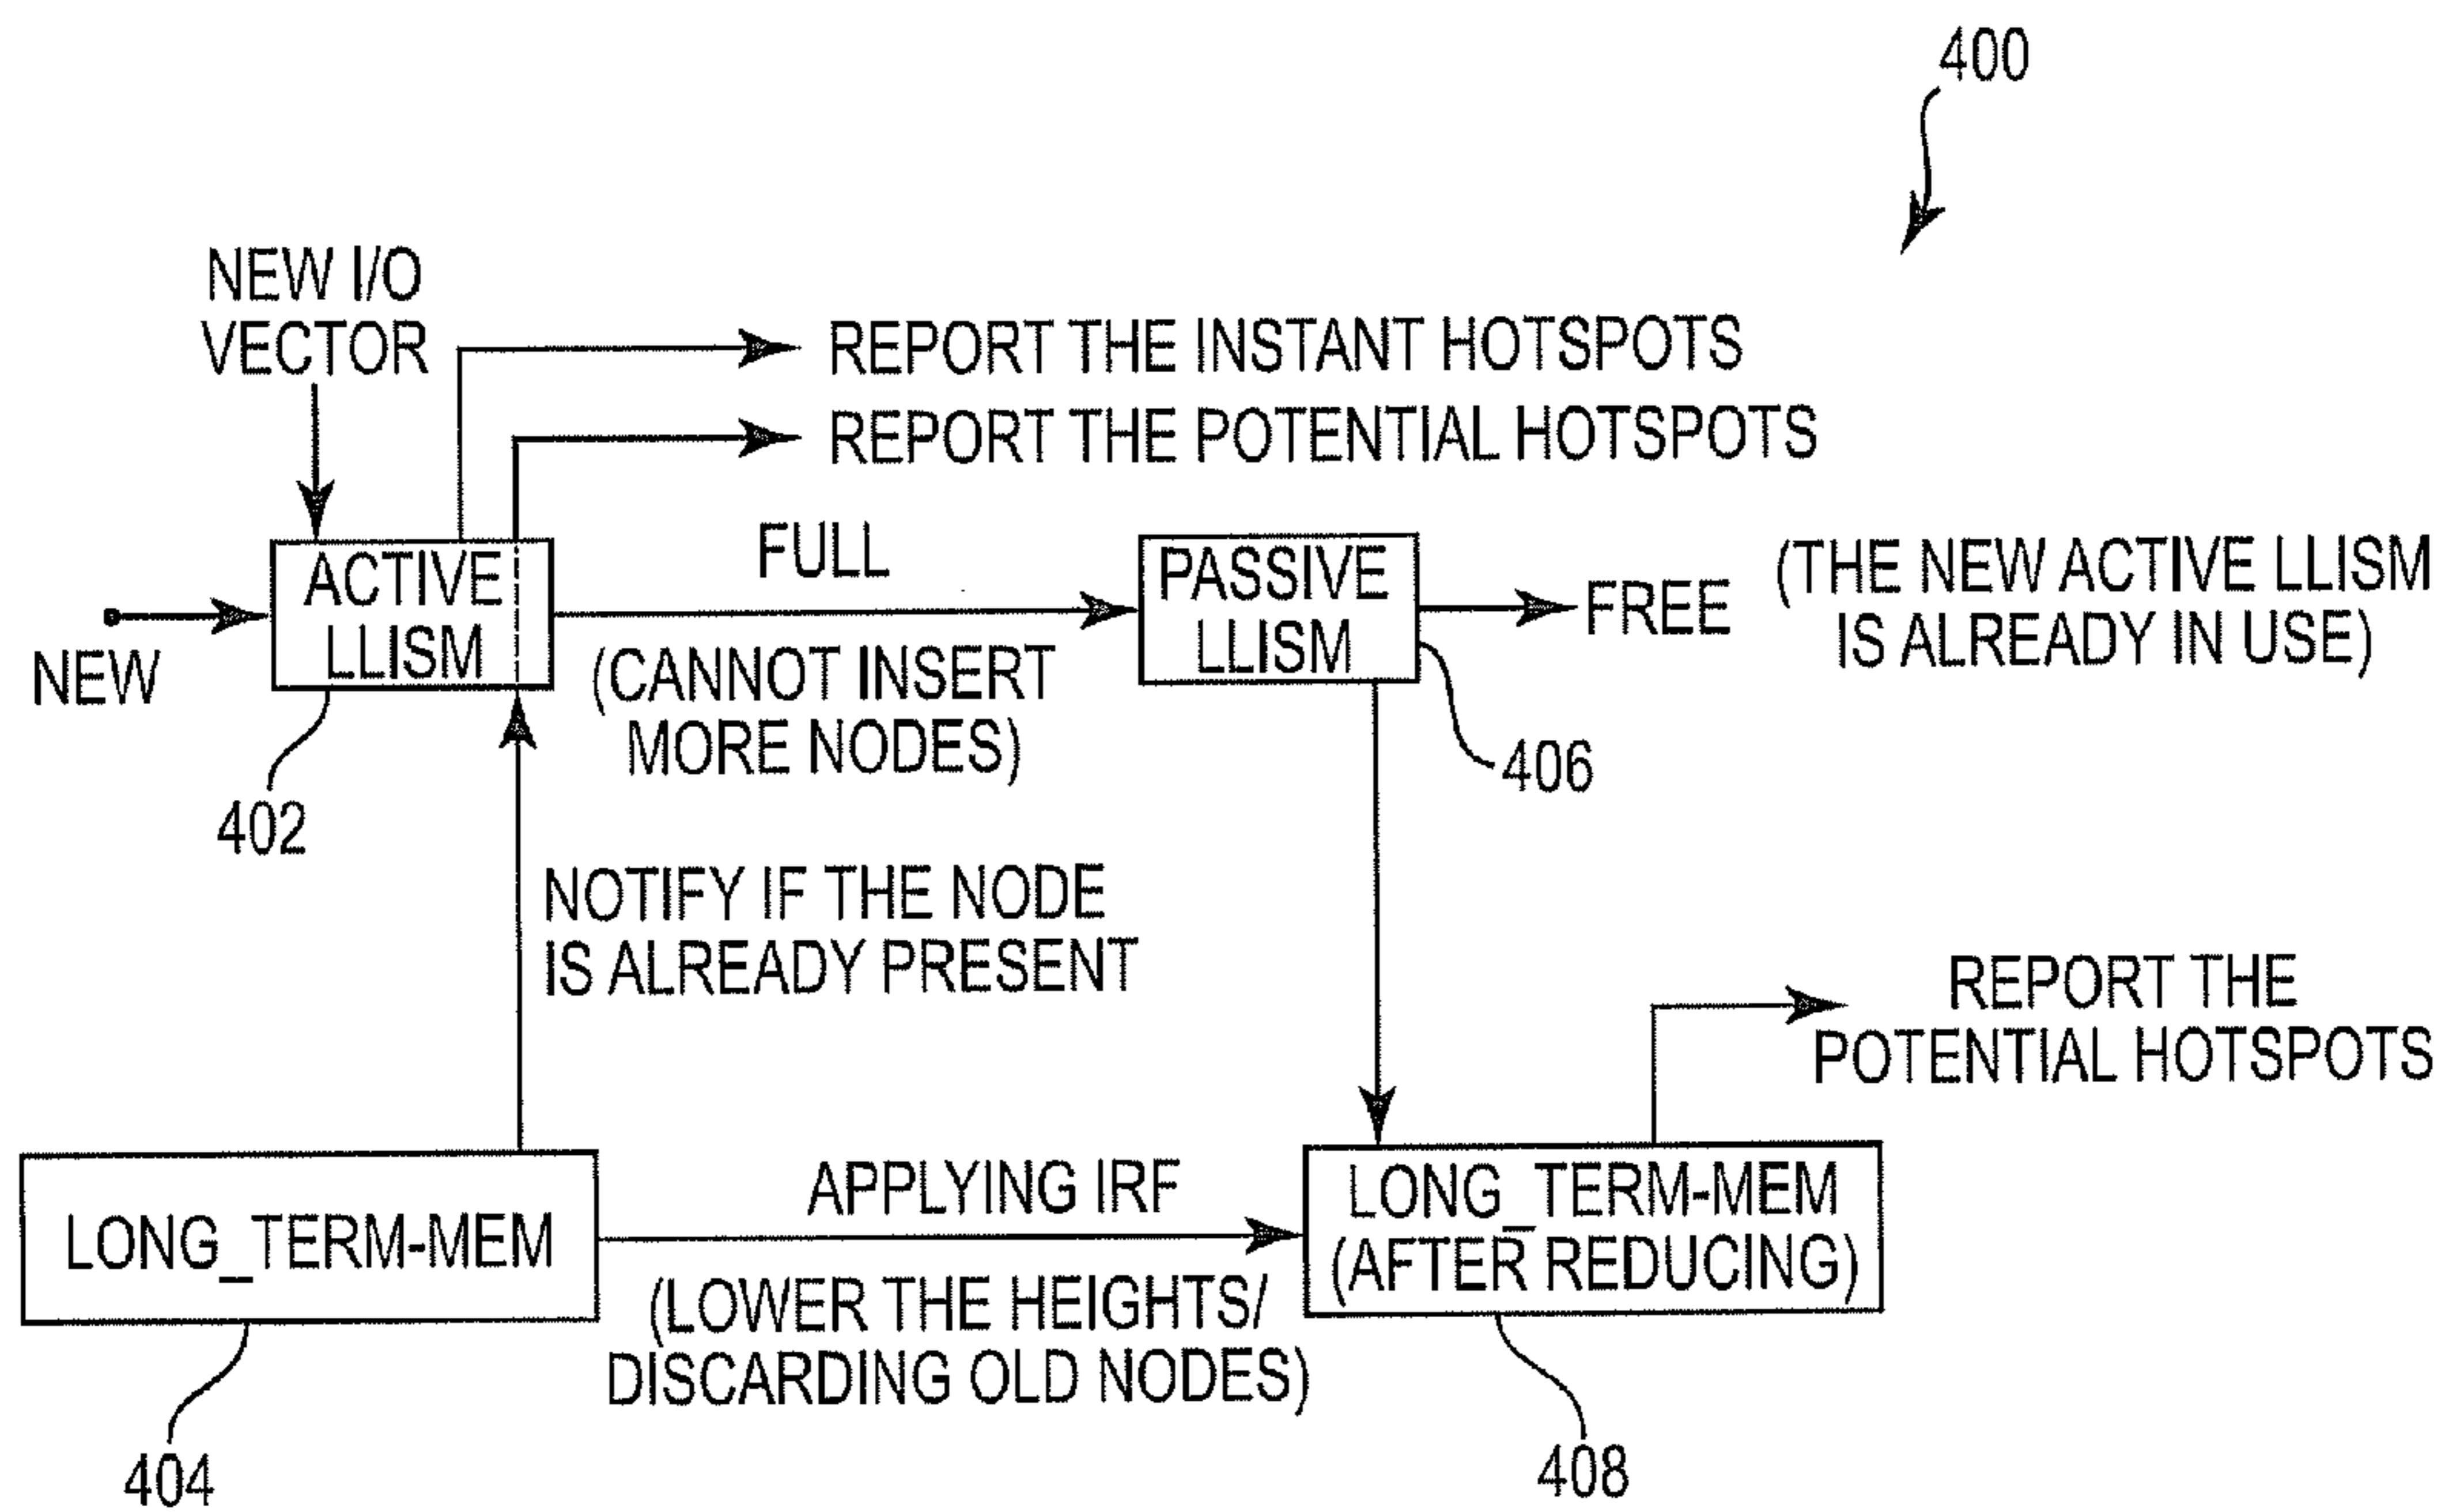 400
NEW I/O
VECTOR
REPORT THE INSTANT HOTSPOTS
REPORT THE POTENTIAL HOTSPOTS
NEW
ACTIVE
LLISM
402
FULL
(CANNOT INSERT
MORE NODES)
PASSIVE
LLISM
406
FREE
(THE NEW ACTIVE LLISM
IS ALREADY IN USE)
NOTIFY IF THE NODE
IS ALREADY PRESENT
REPORT THE
POTENTIAL HOTSPOTS
LONG_TERM-MEM
404
APPLYING IRF
(LOWER THE HEIGHTS/
DISCARDING OLD NODES)
LONG_TERM-MEM
(AFTER REDUCING)
408